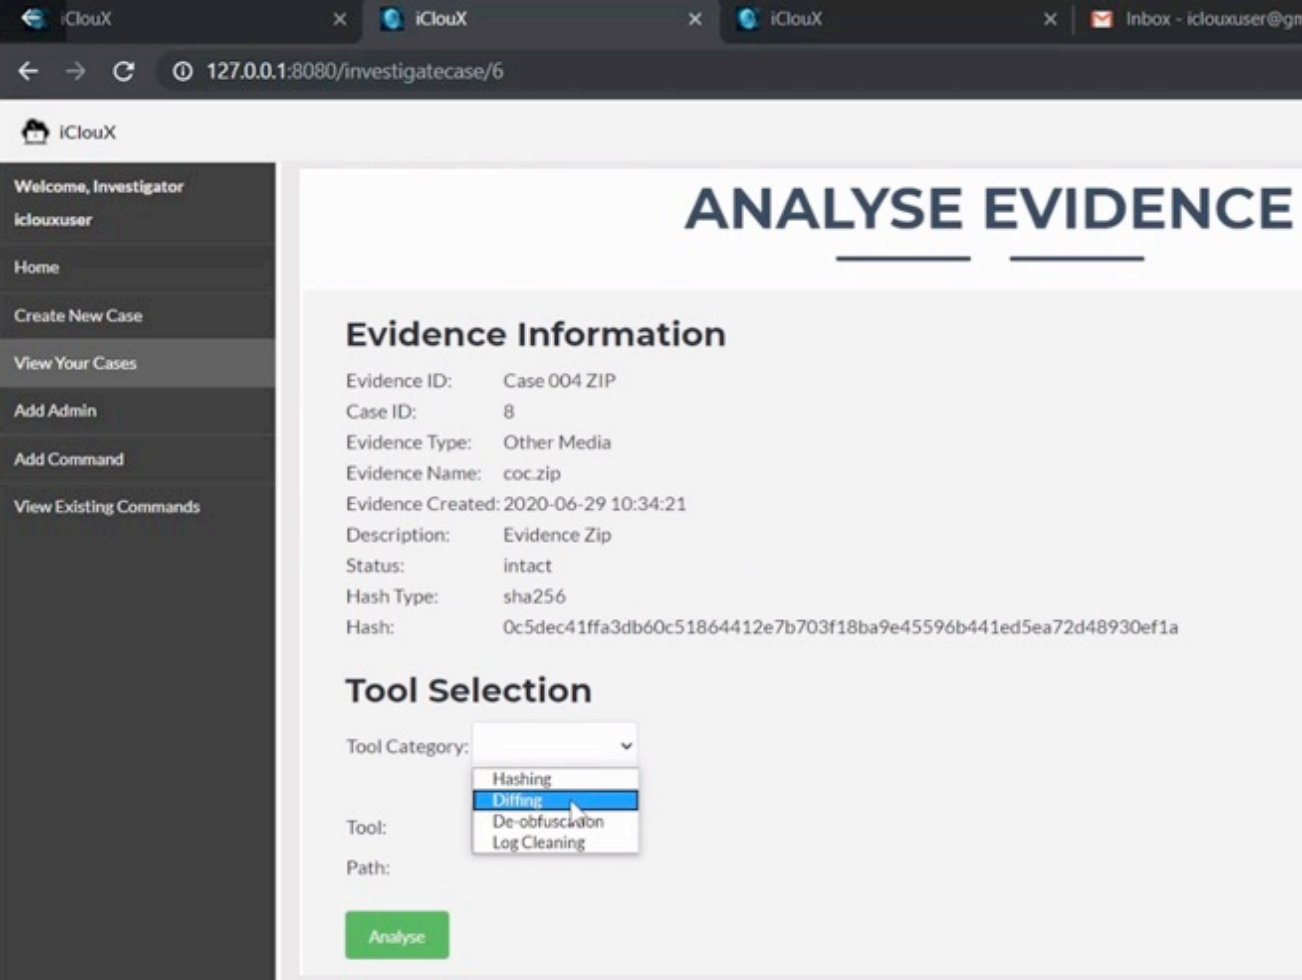 iClouX
iClouX
iClouX
Inbox - iclouxuser@gm
127.0.0.1:8080/investigatecase/6
iClouX
Welcome, Investigator
iclouxuser
Home
Create New Case
View Your Cases
Add Admin
Add Command
View Existing Commands
ANALYSE EVIDENCE
Evidence Information
Evidence ID: Case 004 ZIP
Case ID: 8
Evidence Type: Other Media
Evidence Name: coc.zip
Evidence Created: 2020-06-29 10:34:21
Description: Evidence Zip
Status: intact
Hash Type: sha256
Hash: 0c5dec41ffa3db60c51864412e7b703f18ba9e45596b441ed5ea72d48930ef1a
Tool Selection
Tool Category:
Hashing
Diffing
De-obfuscation
Log Cleaning
Tool:
Path:
Analyse